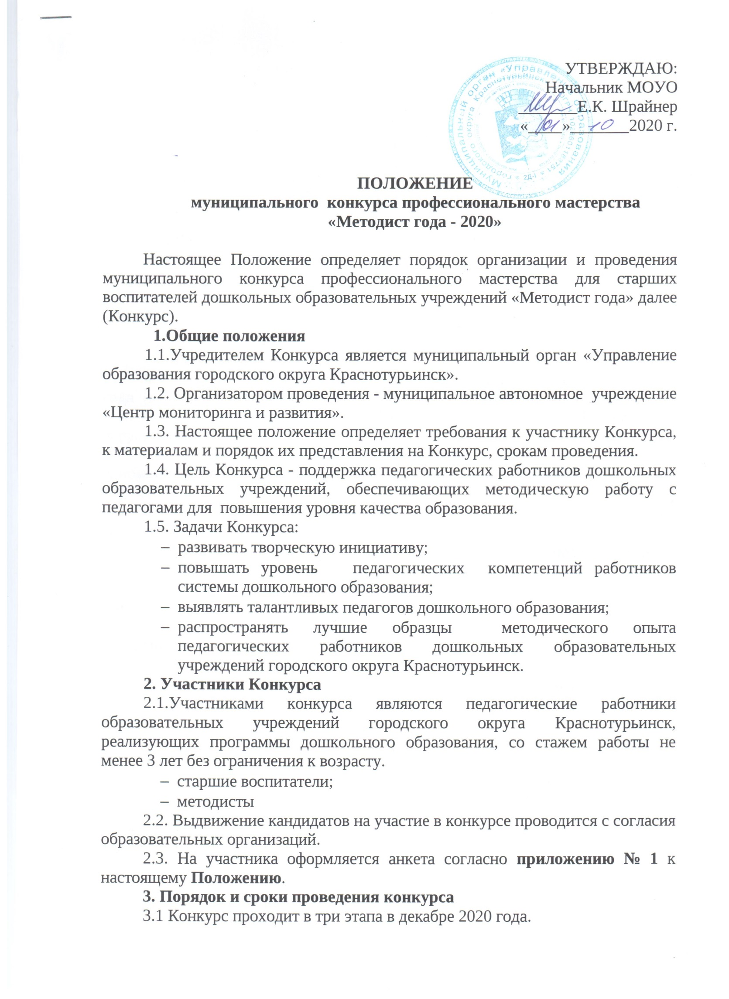 УТВЕРЖДАЮ:
Начальник МОУО
_______Е.К. Шрайнер
«01» 10 2020 г.
Муниципальный орган «Управление образования
городского округа Краснотурьинск
2Д-1
ПОЛОЖЕНИЕ
муниципального конкурса профессионального мастерства
«Методист года - 2020»
Настоящее Положение определяет порядок организации и проведения
муниципального конкурса профессионального мастерства для старших
воспитателей дошкольных образовательных учреждений «Методист года» далее
(Конкурс).
1.Общие положения
1.1.Учредителем Конкурса является муниципальный орган «Управление
образования городского округа Краснотурьинск».
1.2. Организатором проведения - муниципальное автономное учреждение
«Центр мониторинга и развития».
1.3. Настоящее положение определяет требования к участнику Конкурса,
к материалам и порядок их представления на Конкурс, срокам проведения.
1.4. Цель Конкурса - поддержка педагогических работников дошкольных
образовательных учреждений, обеспечивающих методическую работу с
педагогами для повышения уровня качества образования.
1.5. Задачи Конкурса:
– развивать творческую инициативу;
– повышать уровень педагогических компетенций работников
системы дошкольного образования;
– выявлять талантливых педагогов дошкольного образования;
– распространять лучшие образцы методического опыта
педагогических работников дошкольных образовательных
учреждений городского округа Краснотурьинск.
2. Участники Конкурса
2.1.Участниками конкурса являются педагогические работники
образовательных учреждений городского округа Краснотурьинск,
реализующих программы дошкольного образования, со стажем работы не
менее 3 лет без ограничения к возрасту.
– старшие воспитатели;
– методисты
2.2. Выдвижение кандидатов на участие в конкурсе проводится с согласия
образовательных организаций.
2.3. На участника оформляется анкета согласно приложению № 1 к
настоящему Положению.
3. Порядок и сроки проведения конкурса
3.1 Конкурс проходит в три этапа в декабре 2020 года.